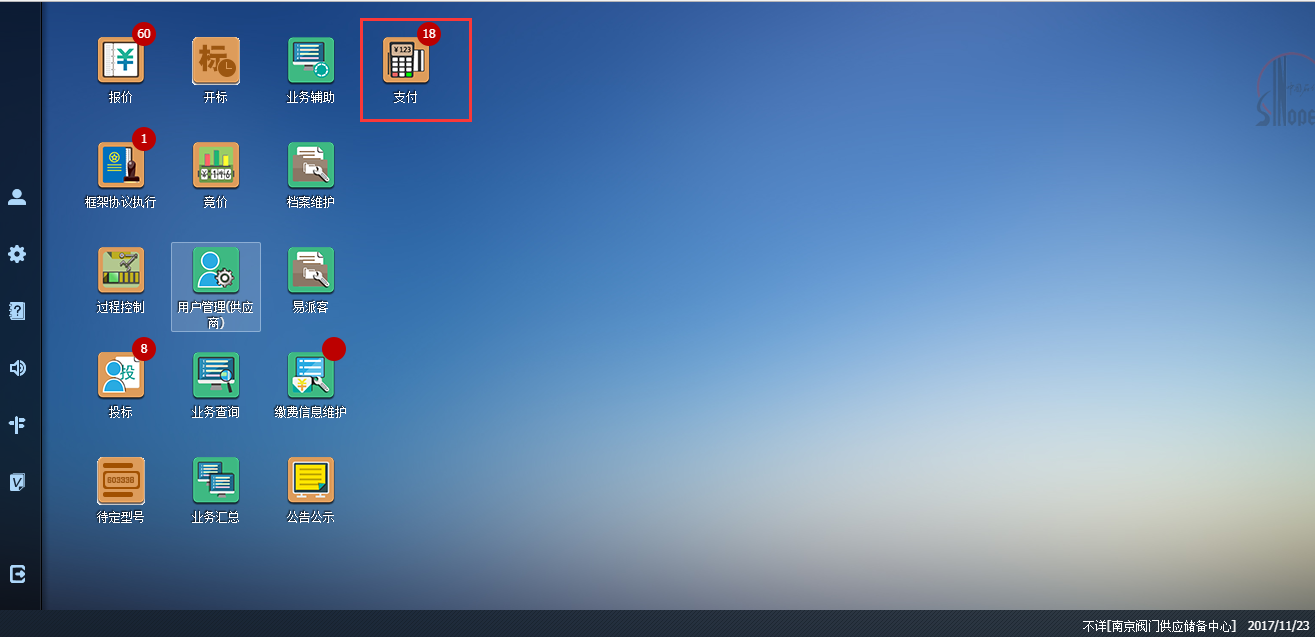 60
18
报价
开标
业务辅助
¥123
支付
1
框架协议执行
竟价
档案维护
过程控制
用户管理(供应
商)
易派客
8
投
投标
业务查询
缴费信息维护
603338
待定型号
业务汇总
公告公示
不详[南京阀门供应储备中心] 2017/11/23